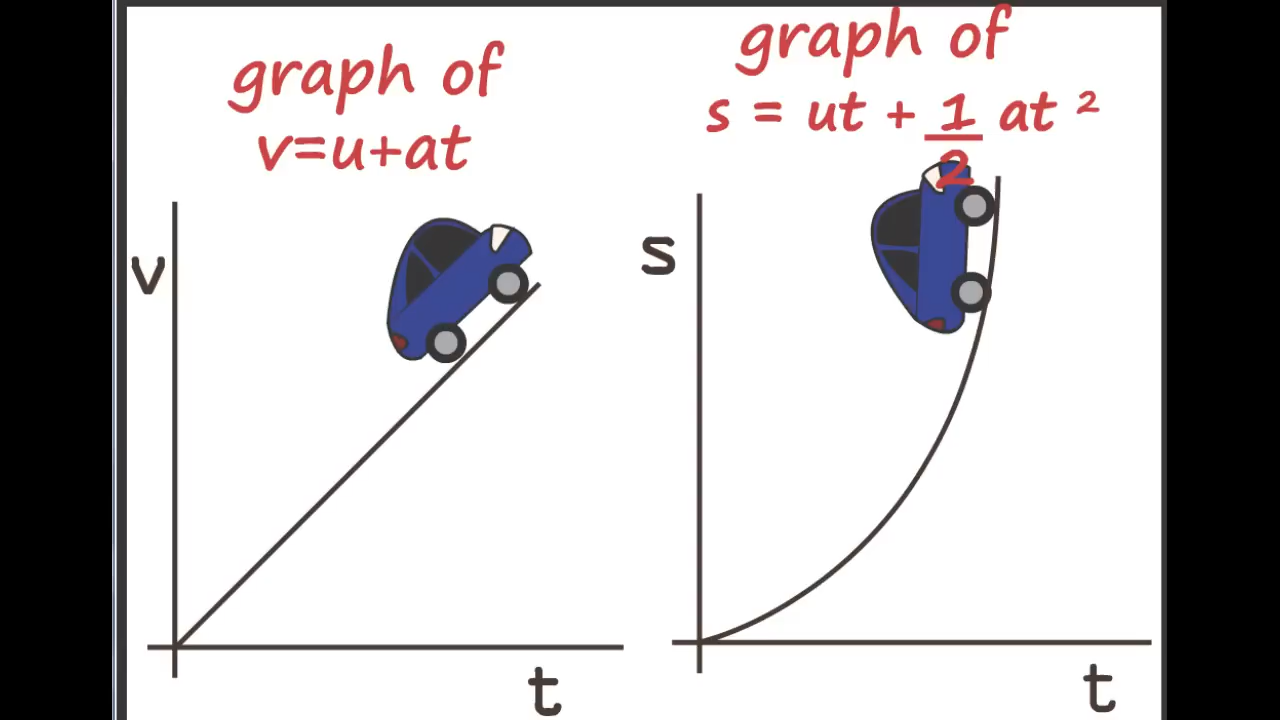 graph of
v=u+at
v
t
graph of
s = ut + 1/2 at ²
s
t